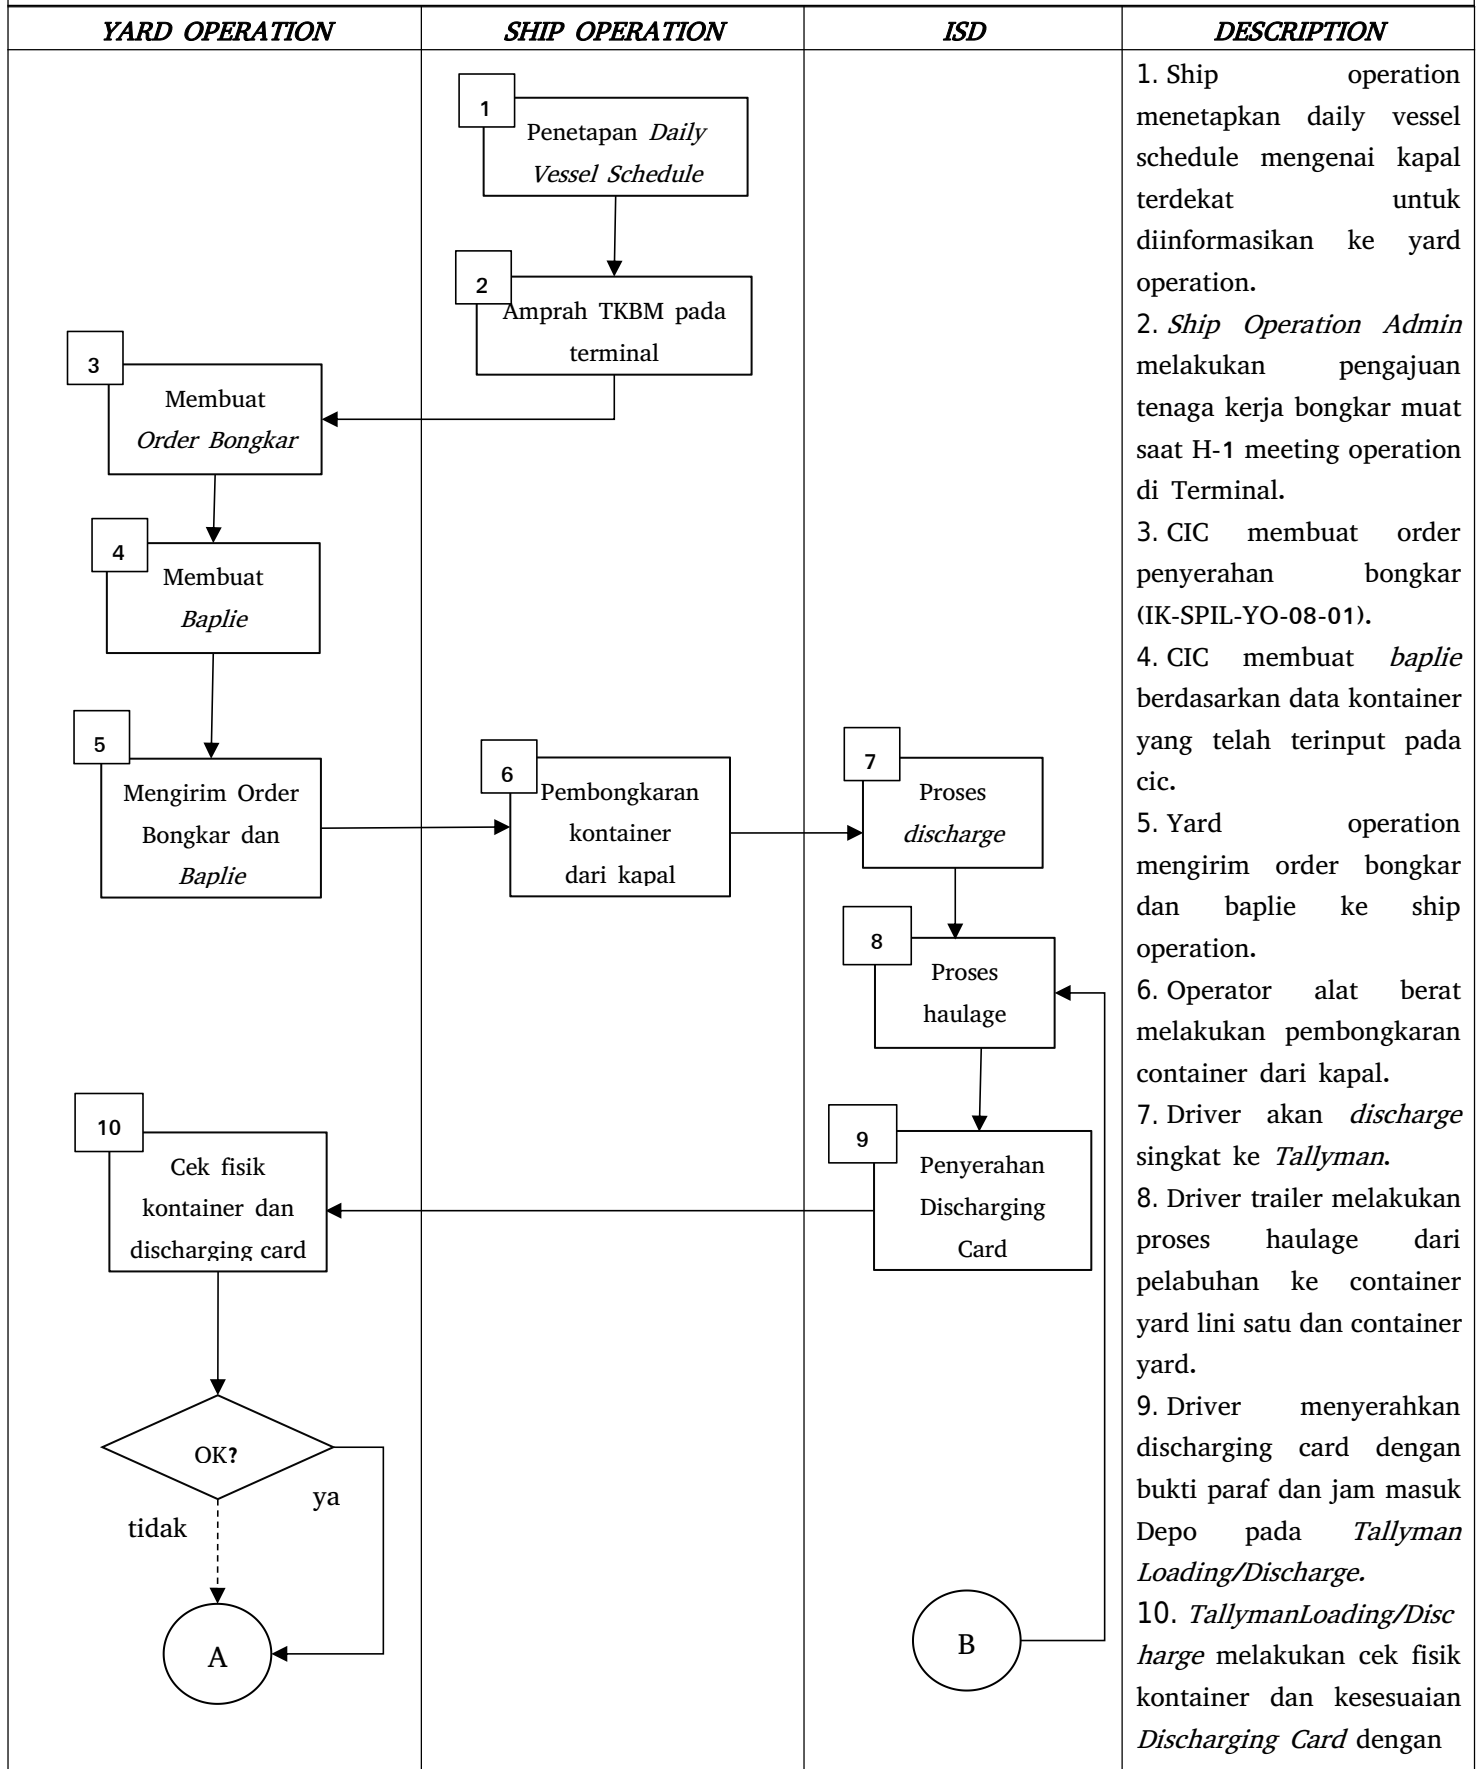 YARD OPERATION
SHIP OPERATION
ISD
DESCRIPTION
1
Penetapan Daily
Vessel Schedule
2
Amprah TKBM pada
terminal
3
Membuat
Order Bongkar
4
Membuat
Baplie
5
Mengirim Order
Bongkar dan
Baplie
6
Pembongkaran
kontainer
dari kapal
7
Proses
discharge
8
Proses
haulage
9
Penyerahan
Discharging
Card
10
Cek fisik
kontainer dan
discharging card
OK?
ya
tidak
A
B
1. Ship operation
menetapkan daily vessel
schedule mengenai kapal
terdekat untuk
diinformasikan ke yard
operation.
2. Ship Operation Admin
melakukan pengajuan
tenaga kerja bongkar muat
saat H-1 meeting operation
di Terminal.
3. CIC membuat order
penyerahan bongkar
(IK-SPIL-YO-08-01).
4. CIC membuat baplie
berdasarkan data kontainer
yang telah terinput pada
cic.
5. Yard operation
mengirim order bongkar
dan baplie ke ship
operation.
6. Operator alat berat
melakukan pembongkaran
container dari kapal.
7. Driver akan discharge
singkat ke Tallyman.
8. Driver trailer melakukan
proses haulage dari
pelabuhan ke container
yard lini satu dan container
yard.
9. Driver menyerahkan
discharging card dengan
bukti paraf dan jam masuk
Depo pada Tallyman
Loading/Discharge.
10. TallymanLoading/Disc
harge melakukan cek fisik
kontainer dan kesesuaian
Discharging Card dengan